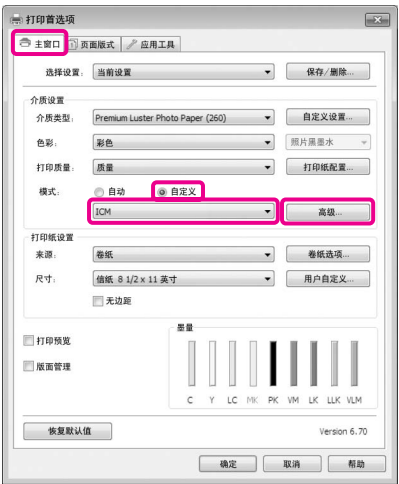 打印首选项
主窗口 页面版式 应用工具
选择设置: 当前设置 保存/删除...
介质设置
介质类型: Premium Luster Photo Paper (260) 自定义设置...
色彩: 彩色 照片黑墨水
打印质量: 质量 打印纸配置...
模式: 自动 自定义
ICM 高级...
打印纸设置
来源: 卷纸 卷纸选项...
尺寸: 信纸 8 1/2 x 11 英寸 用户自定义...
无边距
打印预览
版面管理
墨量
C Y LC MK PK VM LK LLK VLM
恢复默认值 Version 6.70
确定 取消 帮助